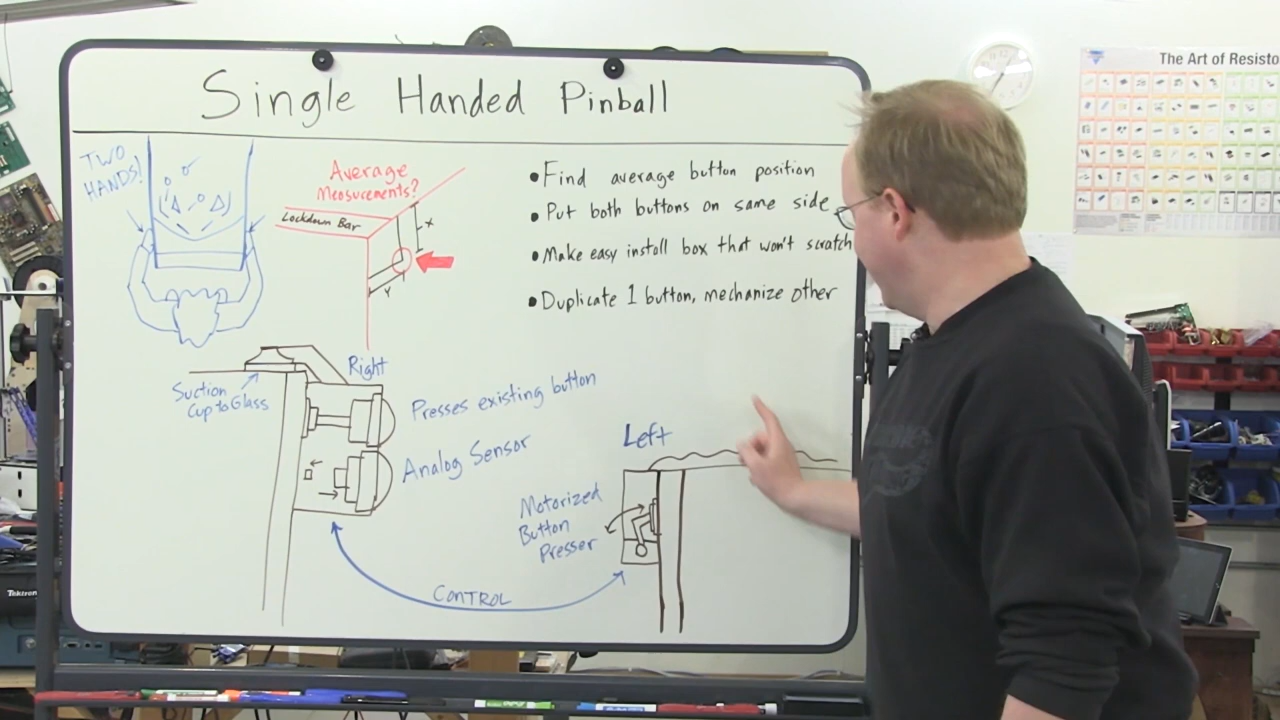 Single Handed Pinball
The Art of Resisto
TWO
HANDS!
Average
Measurements?
Lockdown Bar
X
Y
• Find average button position
• Put both buttons on same side
• Make easy install box that won't scratch
• Duplicate 1 button, mechanize other
Right
Suction
Cup to Glass
Presses existing button
Analog Sensor
Left
Motorized
Button
Presser
CONTROL
Tektron